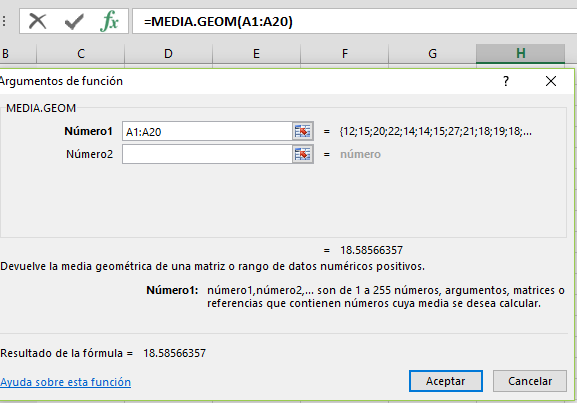 =MEDIA.GEOM(A1:A20)
B C D E F G H
Argumentos de función ? ×
MEDIA.GEOM
Número1 A1:A20 = {12;15;20;22;14;14;15;27;21;18;19;18;...
Número2 = número
= 18.58566357
Devuelve la media geométrica de una matriz o rango de datos numéricos positivos.
Número1: número1,número2,... son de 1 a 255 números, argumentos, matrices o
referencias que contienen números cuya media se desea calcular.
Resultado de la fórmula = 18.58566357
Ayuda sobre esta función Aceptar Cancelar